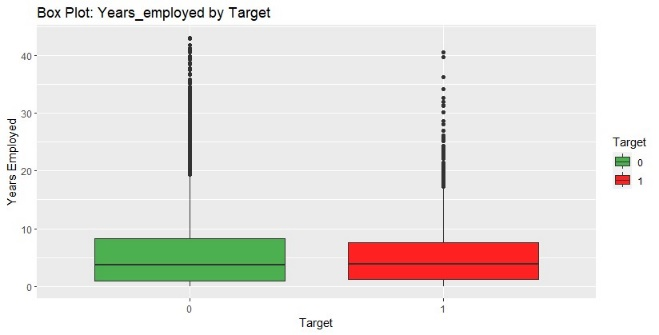 Box Plot: Years_employed by Target
Years Employed
40
30
20
10
0
0
1
Target
Target
0
1